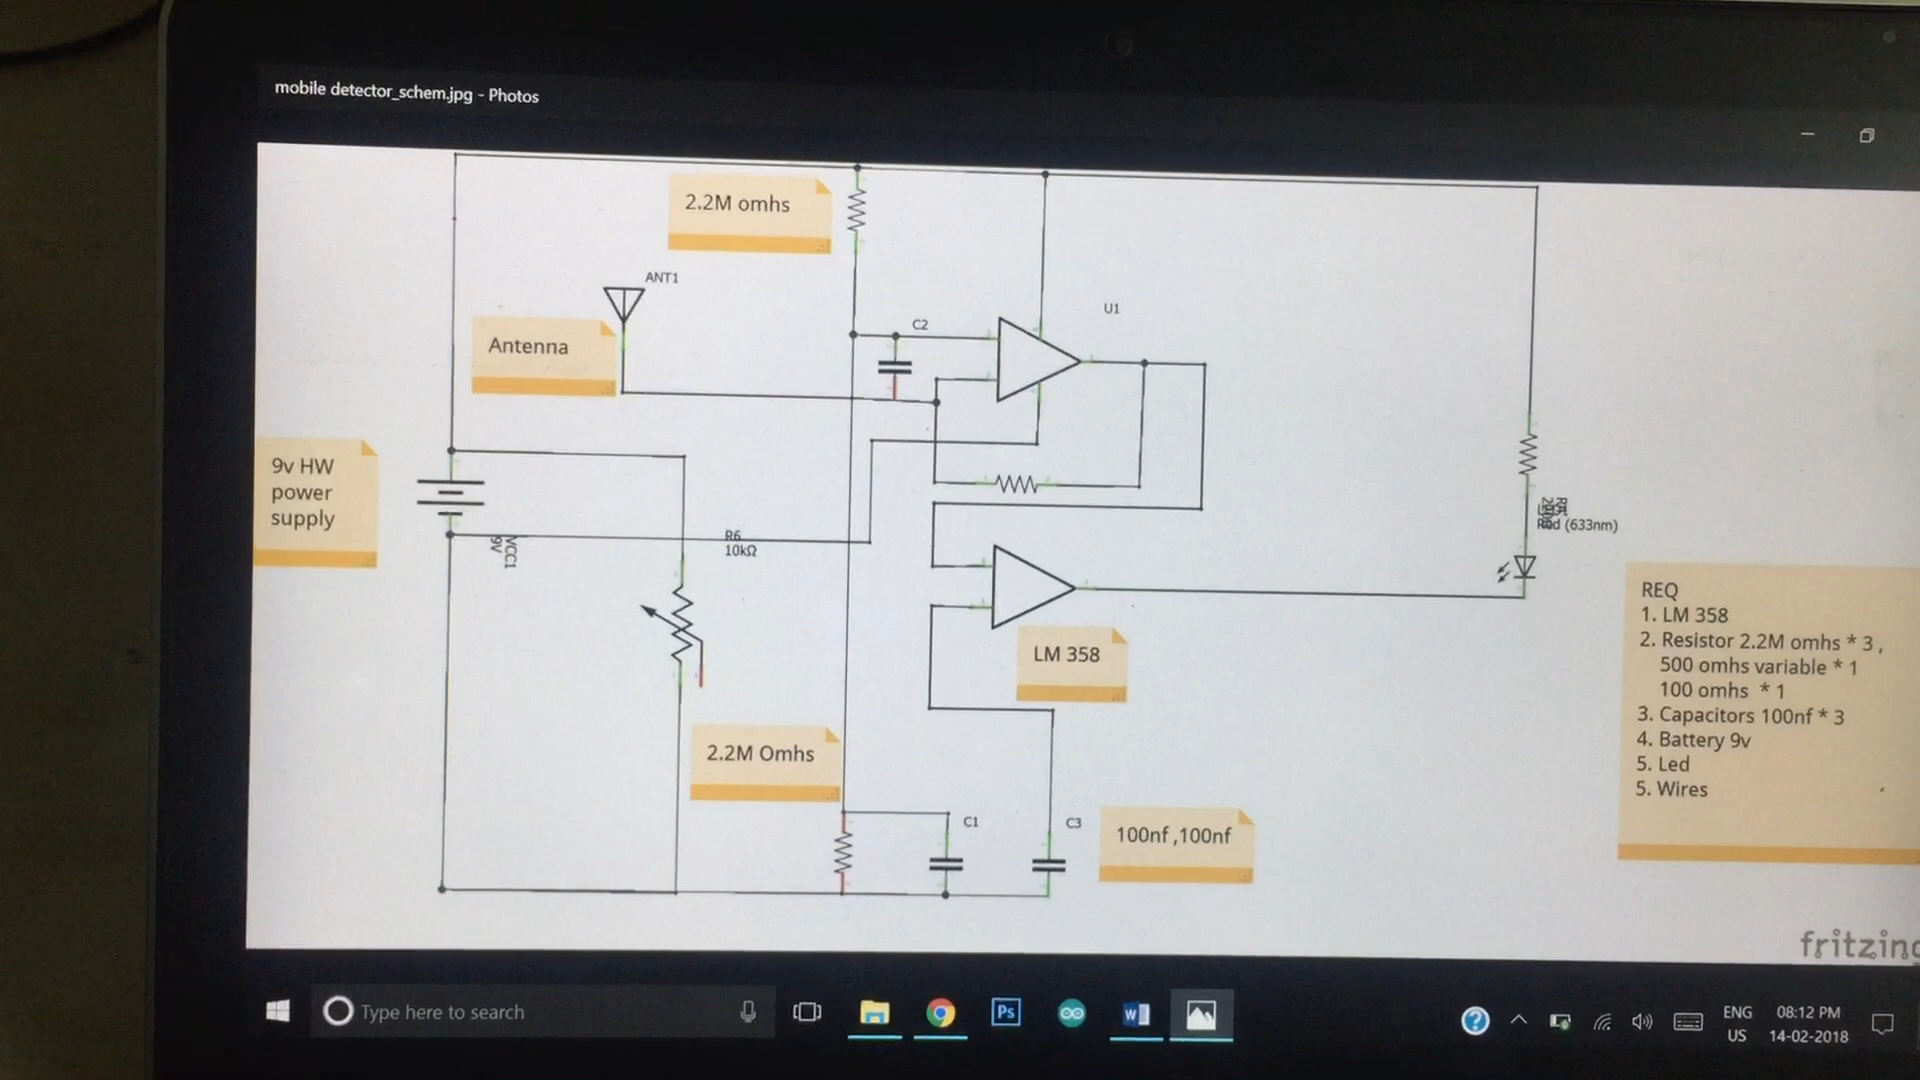 mobile detector_schem.jpg - Photos
2.2M omhs
ANT1
Antenna
C2
U1
9v HW
power
supply
VCC1
9V
R6
10kΩ
Red (633nm)
LM 358
2.2M Omhs
C1
C3
100nf ,100nf
REQ
1. LM 358
2. Resistor 2.2M omhs * 3 ,
500 omhs variable * 1
100 omhs * 1
3. Capacitors 100nf * 3
4. Battery 9v
5. Led
5. Wires
fritzing
Type here to search
Ps
W
ENG
US
08:12 PM
14-02-2018